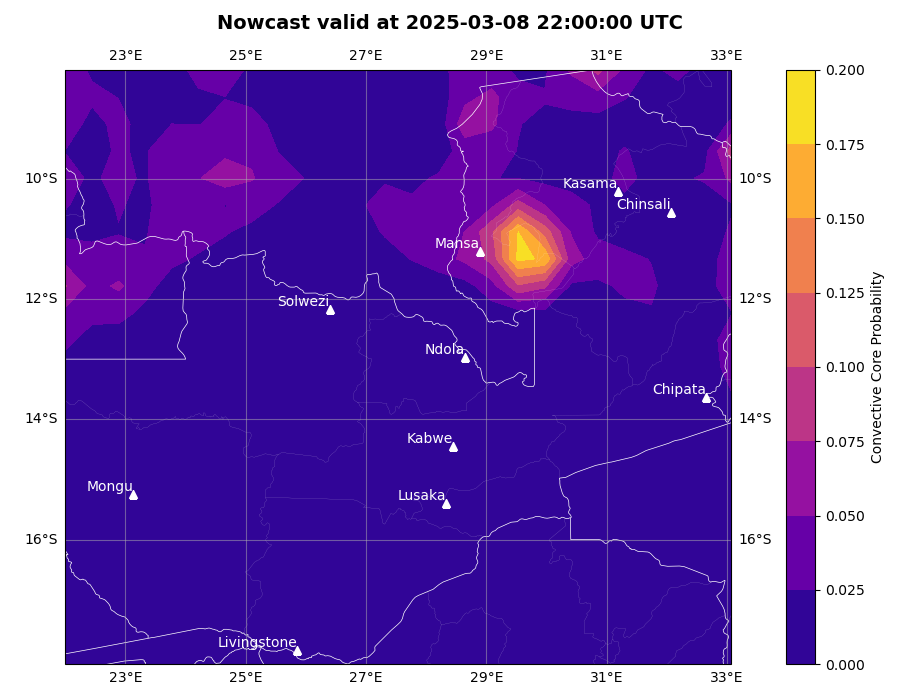 Nowcast valid at 2025-03-08 22:00:00 UTC
23°E 25°E 27°E 29°E 31°E 33°E
0.200
0.175
10°S 10°S
Kasama
Chinsali
0.150
Mansa
12°S 12°S
Solwezi
0.125
Ndola
0.100
Chipata
14°S 14°S
Kabwe
0.075
Mongu
Lusaka
0.050
16°S 16°S
0.025
Livingstone
0.000
23°E 25°E 27°E 29°E 31°E 33°E
Convective Core Probability